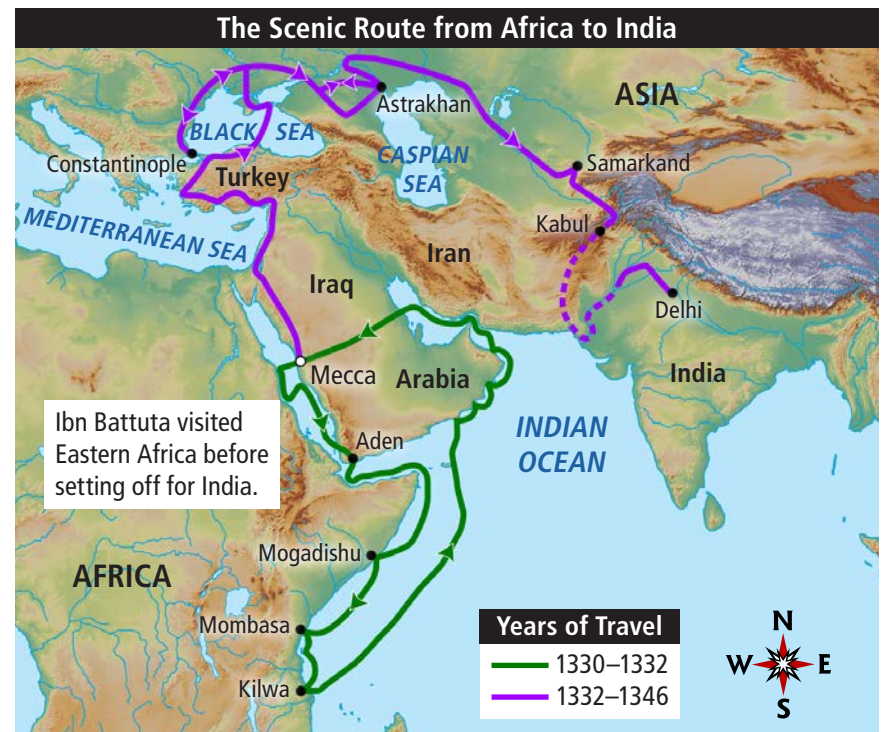 The Scenic Route from Africa to India
ASIA
Astrakhan
BLACK SEA
Constantinople
CASPIAN
SEA
Samarkand
Turkey
MEDITERRANEAN SEA
Kabul
Iran
Iraq
Delhi
Mecca
Arabia
India
Ibn Battuta visited
Eastern Africa before
setting off for India.
Aden
INDIAN
OCEAN
Mogadishu
AFRICA
Mombasa
Kilwa
Years of Travel
1330–1332
1332–1346
N
W
E
S